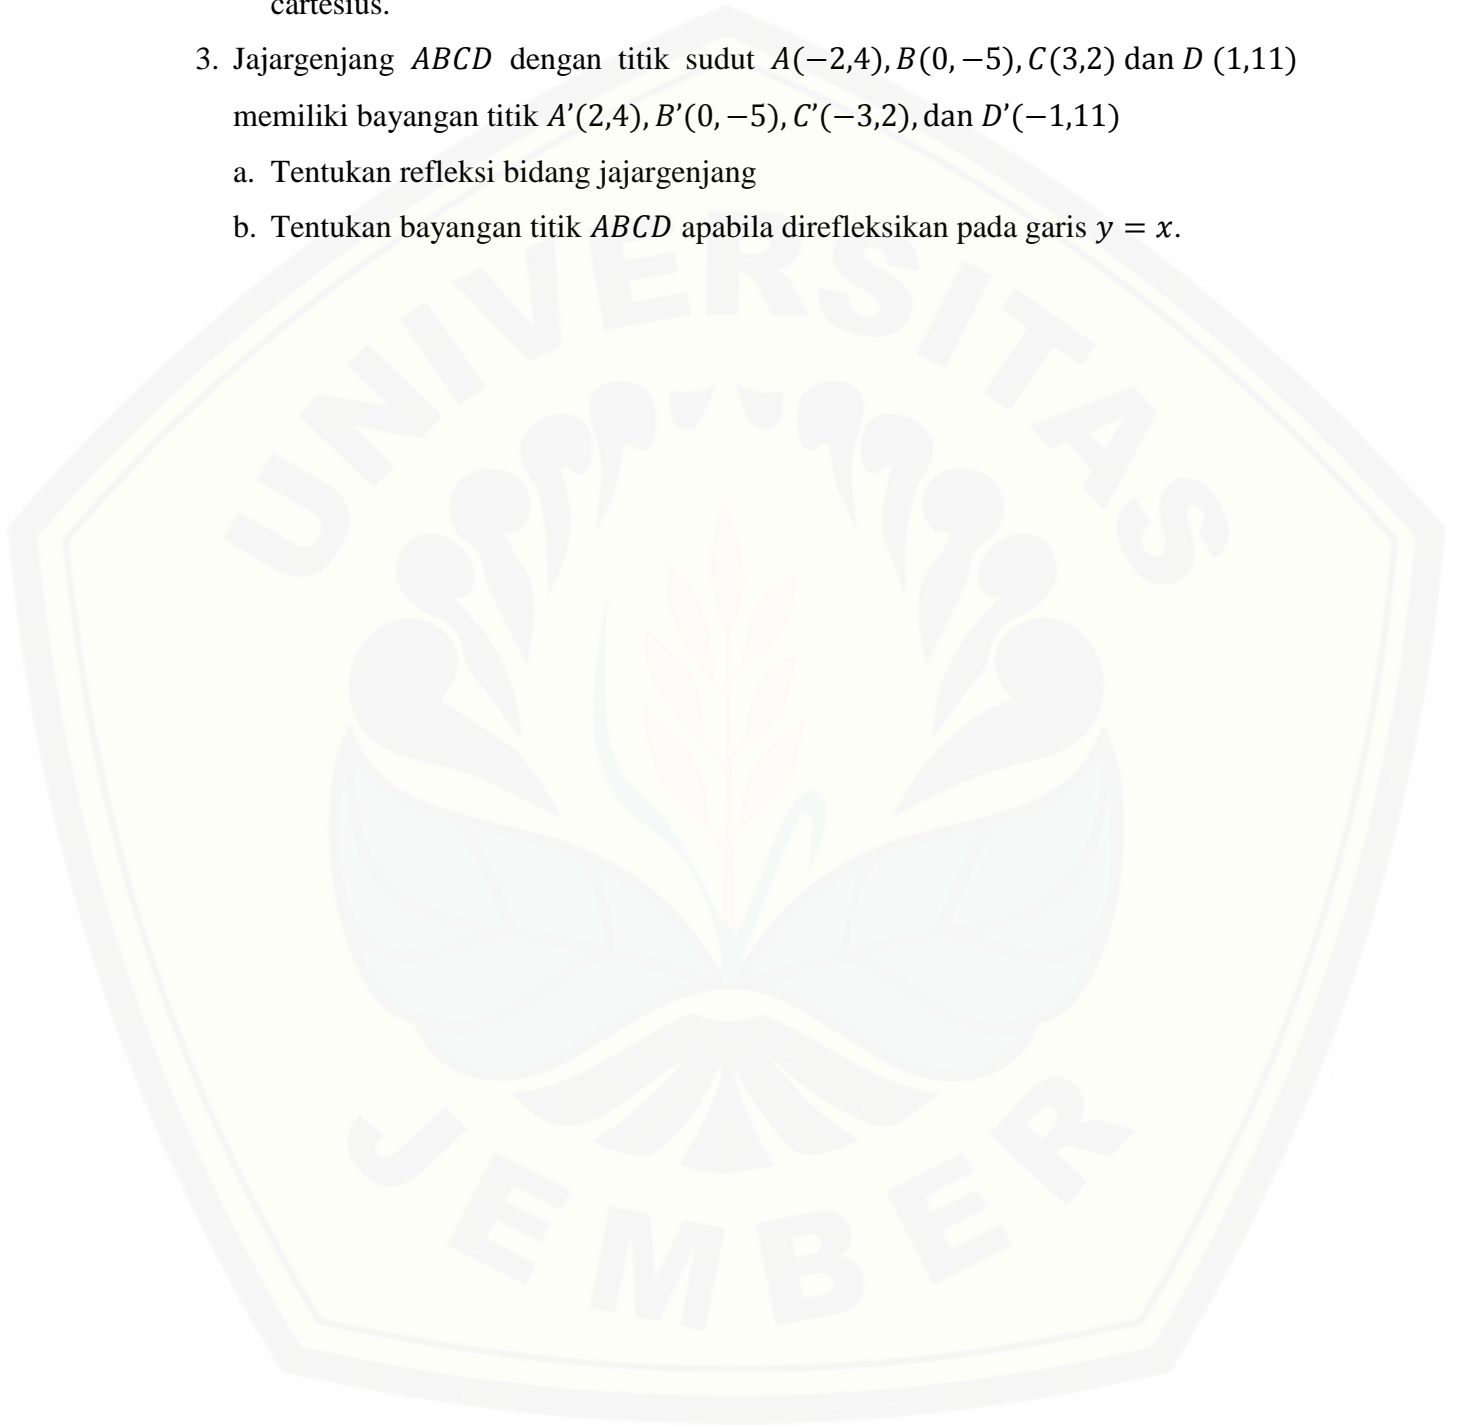 cartesius.
3. Jajargenjang ABCD dengan titik sudut A(−2,4), B(0, −5), C(3,2) dan D (1,11)
memiliki bayangan titik A’(2,4), B’(0, −5), C’(−3,2), dan D’(−1,11)
a. Tentukan refleksi bidang jajargenjang
b. Tentukan bayangan titik ABCD apabila direfleksikan pada garis y = x.
UNIVERSITAS
JEMBER